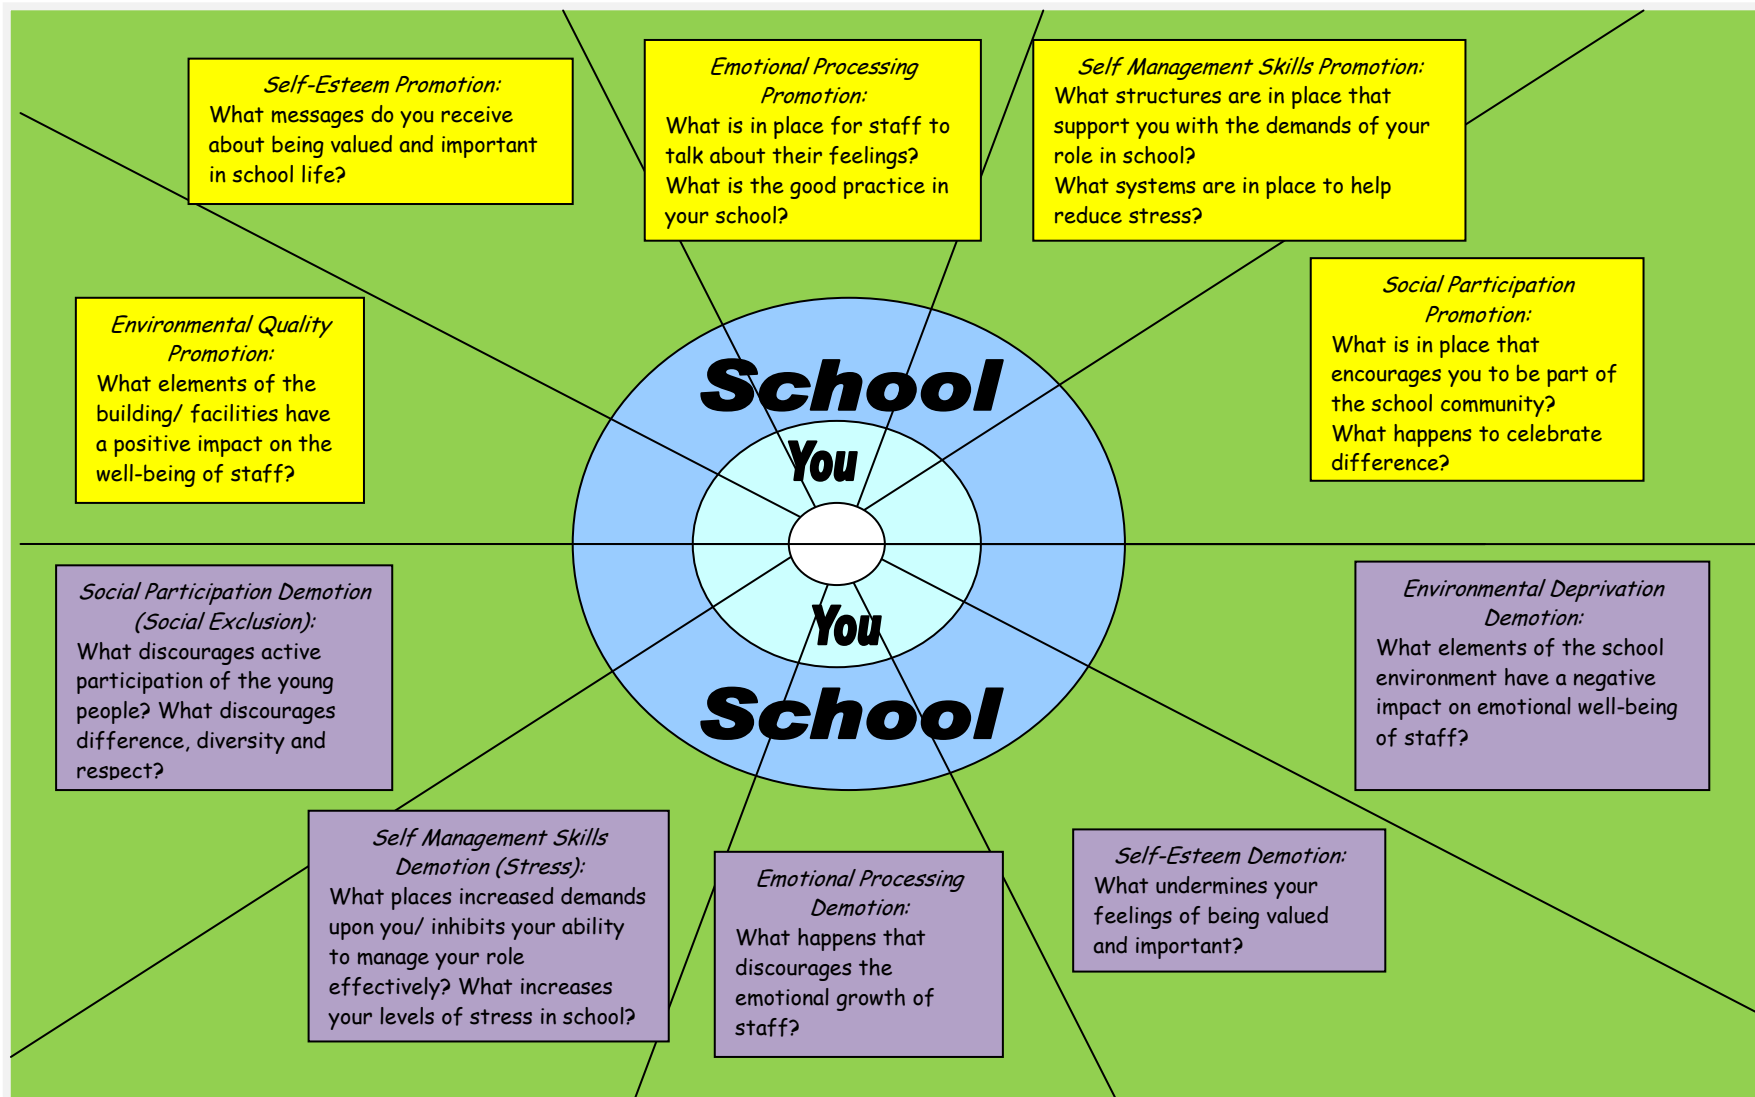 Self-Esteem Promotion:
What messages do you receive
about being valued and important
in school life?
Emotional Processing
Promotion:
What is in place for staff to
talk about their feelings?
What is the good practice in
your school?
Self Management Skills Promotion:
What structures are in place that
support you with the demands of your
role in school?
What systems are in place to help
reduce stress?
Environmental Quality
Promotion:
What elements of the
building/ facilities have
a positive impact on the
well-being of staff?
Social Participation
Promotion:
What is in place that
encourages you to be part of
the school community?
What happens to celebrate
difference?
School
You
You
School
Social Participation Demotion
(Social Exclusion):
What discourages active
participation of the young
people? What discourages
difference, diversity and
respect?
Environmental Deprivation
Demotion:
What elements of the school
environment have a negative
impact on emotional well-being
of staff?
Self Management Skills
Demotion (Stress):
What places increased demands
upon you/ inhibits your ability
to manage your role
effectively? What increases
your levels of stress in school?
Emotional Processing
Demotion:
What happens that
discourages the
emotional growth of
staff?
Self-Esteem Demotion:
What undermines your
feelings of being valued
and important?